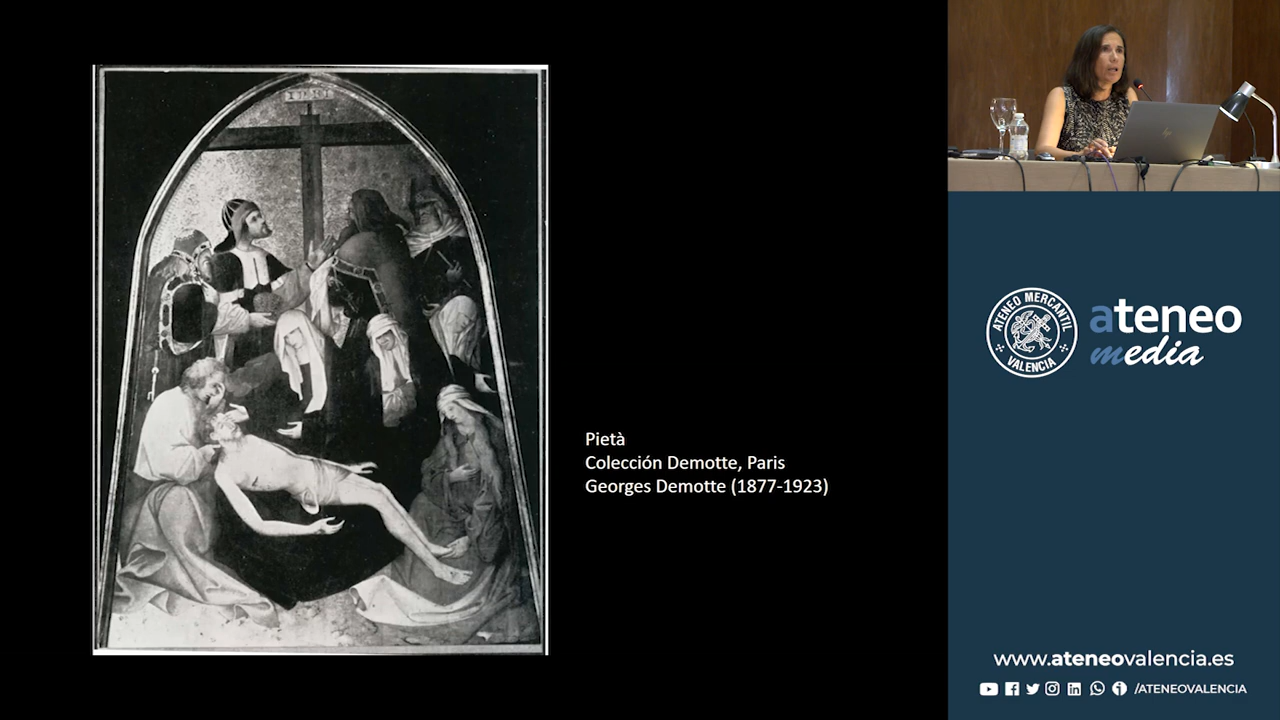 Pietà
Colección Demotte, Paris
Georges Demotte (1877-1923)
ATENEO MERCANTIL
VALENCIA
ateneo
media
www.ateneovalencia.es
/ATENEOVALENCIA